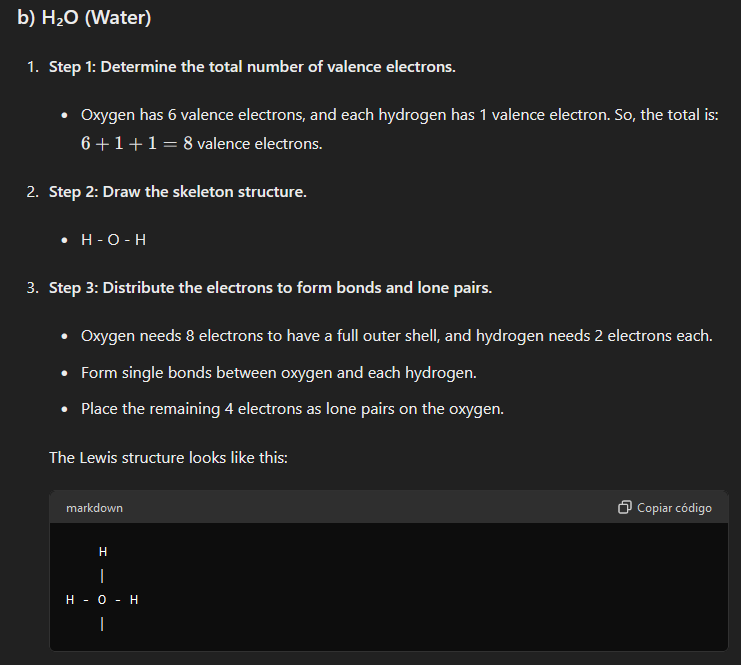 b) H₂O (Water)
1. Step 1: Determine the total number of valence electrons.
• Oxygen has 6 valence electrons, and each hydrogen has 1 valence electron. So, the total is:
6 + 1 + 1 = 8 valence electrons.
2. Step 2: Draw the skeleton structure.
• H - O - H
3. Step 3: Distribute the electrons to form bonds and lone pairs.
• Oxygen needs 8 electrons to have a full outer shell, and hydrogen needs 2 electrons each.
• Form single bonds between oxygen and each hydrogen.
• Place the remaining 4 electrons as lone pairs on the oxygen.
The Lewis structure looks like this:
markdown Copiar código
H
|
H - O - H
|